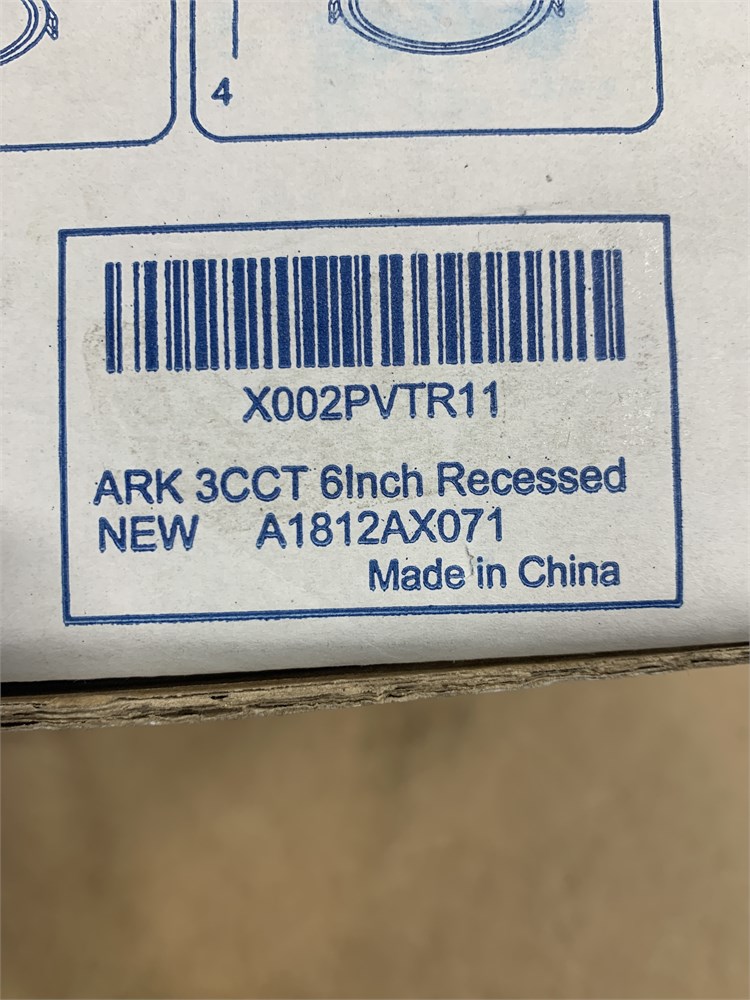 4
X002PVTR11
ARK 3CCT 6Inch Recessed
NEW A1812AX071
Made in China